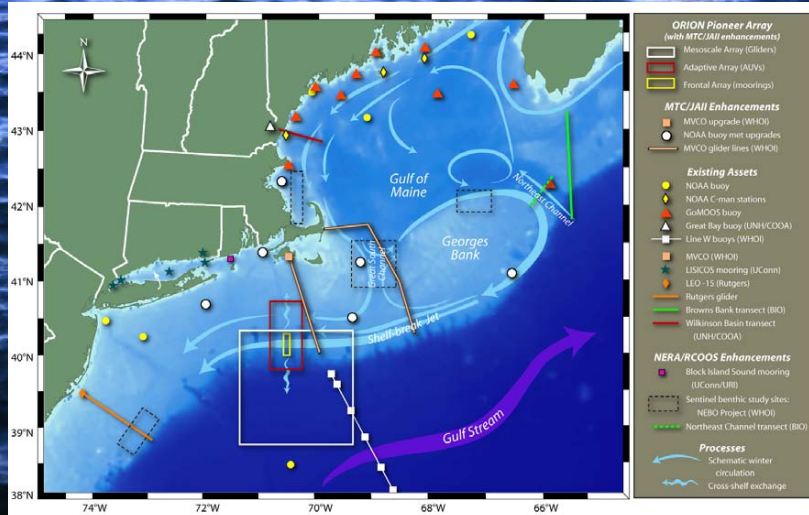 44°N
43°N
42°N
41°N
40°N
39°N
38°N
74°W
72°W
70°W
68°W
66°W
Gulf of
Maine
Northeast Channel
Georges
Bank
Great South
Channel
Shelf-break Jet
Gulf Stream
ORION Pioneer Array
(with MTC/JAII enhancements)
Mesoscale Array (Gliders)
Adaptive Array (AUVs)
Frontal Array (moorings)
MTC/JAII Enhancements
MVCO upgrade (WHOI)
NOAA buoy met upgrades
MVCO glider lines (WHOI)
Existing Assets
NOAA buoy
NOAA C-man stations
GoMOOS buoy
Great Bay buoy (UNH/COOA)
Line W buoys (WHOI)
MVCO (WHOI)
LISICOS mooring (UConn)
LEO -15 (Rutgers)
Rutgers glider
Browns Bank transect (BIO)
Wilkinson Basin transect
(UNH/COOA)
NERA/RCOOS Enhancements
Block Island Sound mooring
(UConn/URI)
Sentinel benthic study sites:
NEBO Project (WHOI)
Northeast Channel transect (BIO)
Processes
Schematic winter
circulation
Cross-shelf exchange